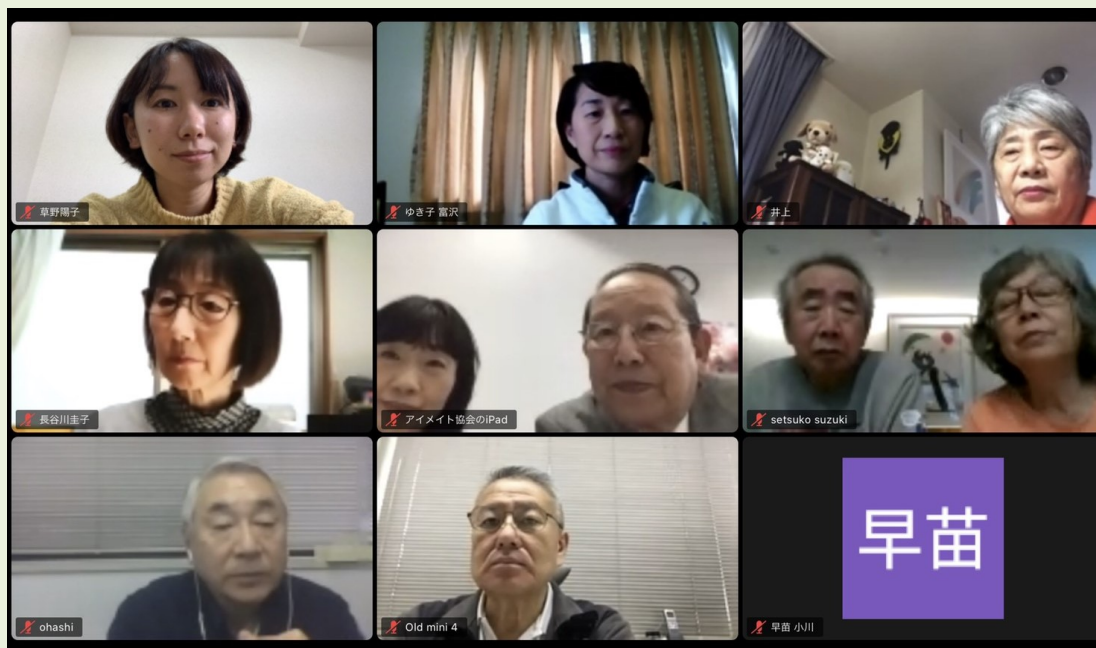 草野陽子
ゆき子 富沢
井上
長谷川圭子
アイメイト協会のiPad
setsuko suzuki
ohashi
Old mini 4
早苗
早苗 小川